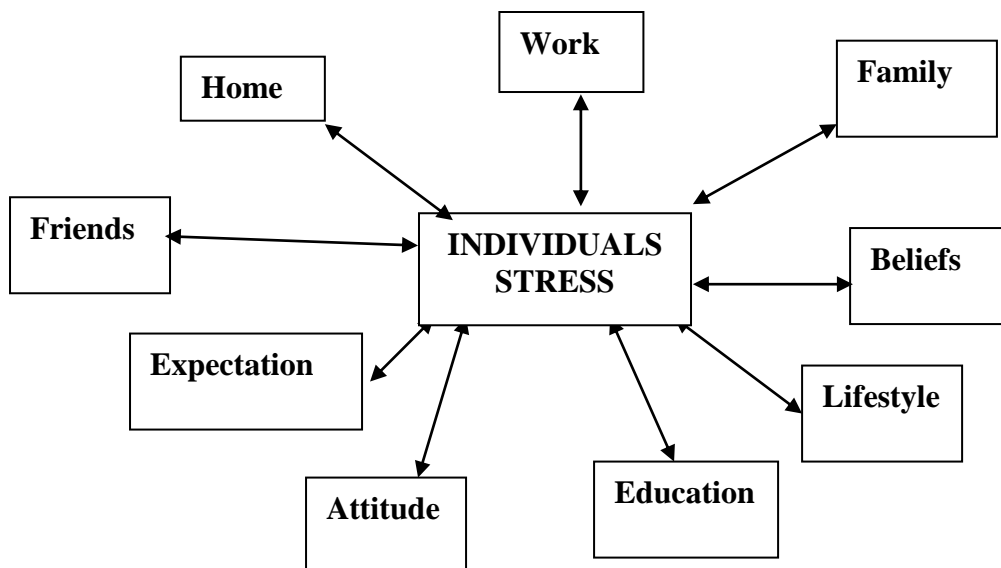 Work
Family
Home
Friends
INDIVIDUALS
STRESS
Beliefs
Expectation
Lifestyle
Attitude
Education